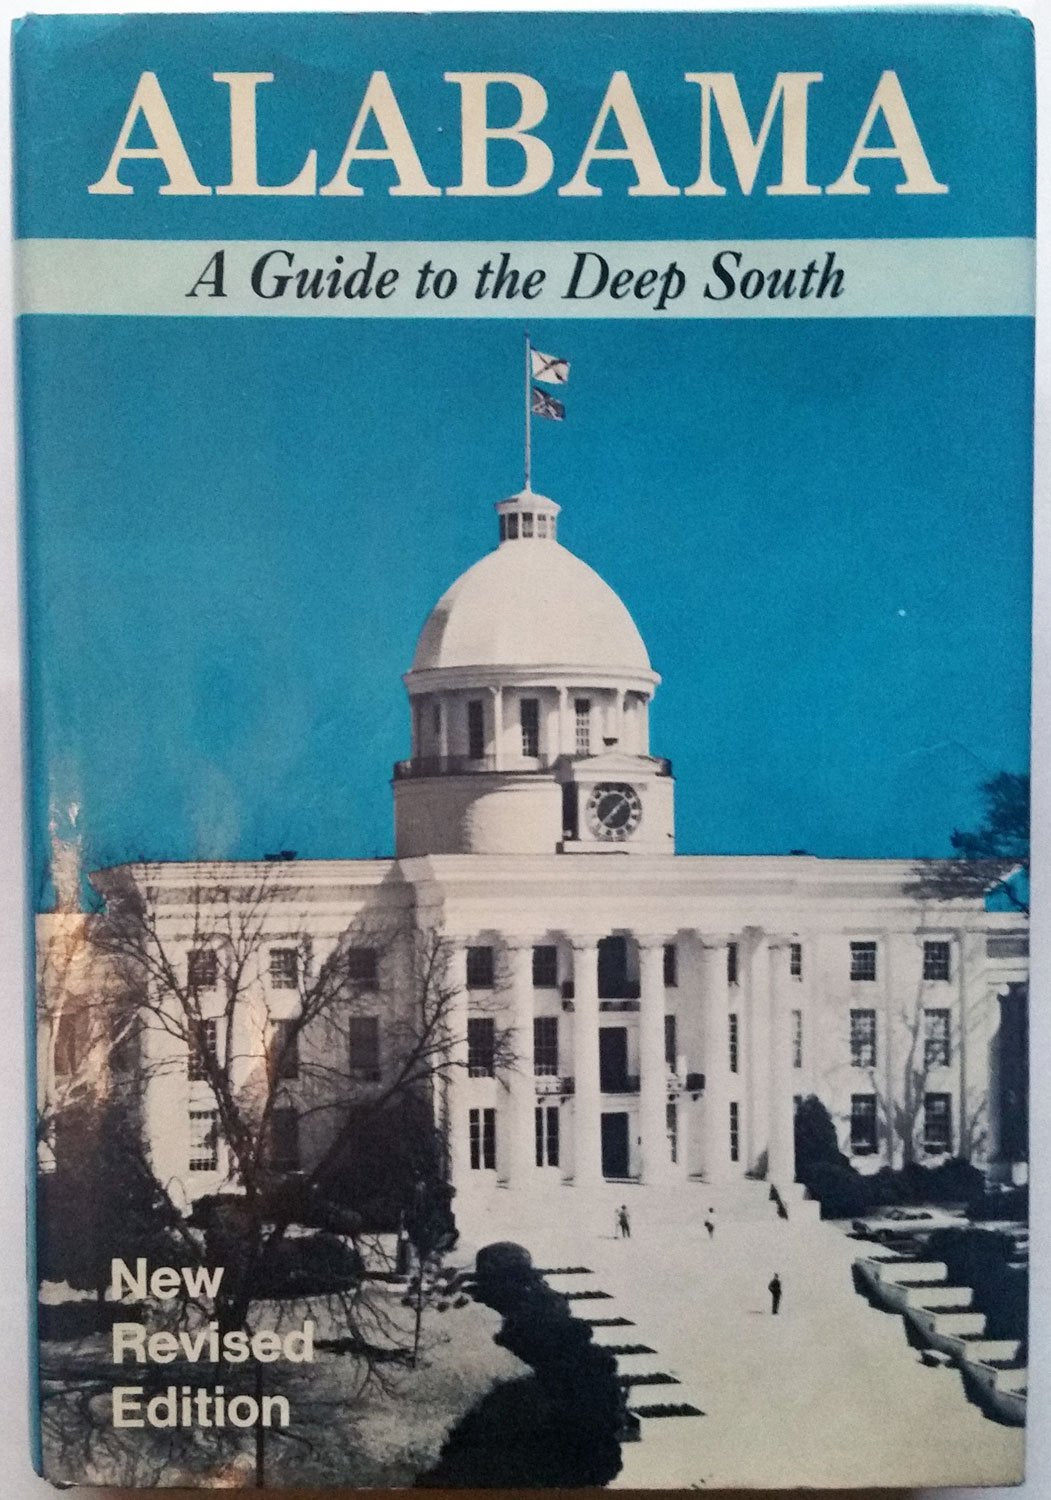 ALABAMA
A Guide to the Deep South
New
Revised
Edition